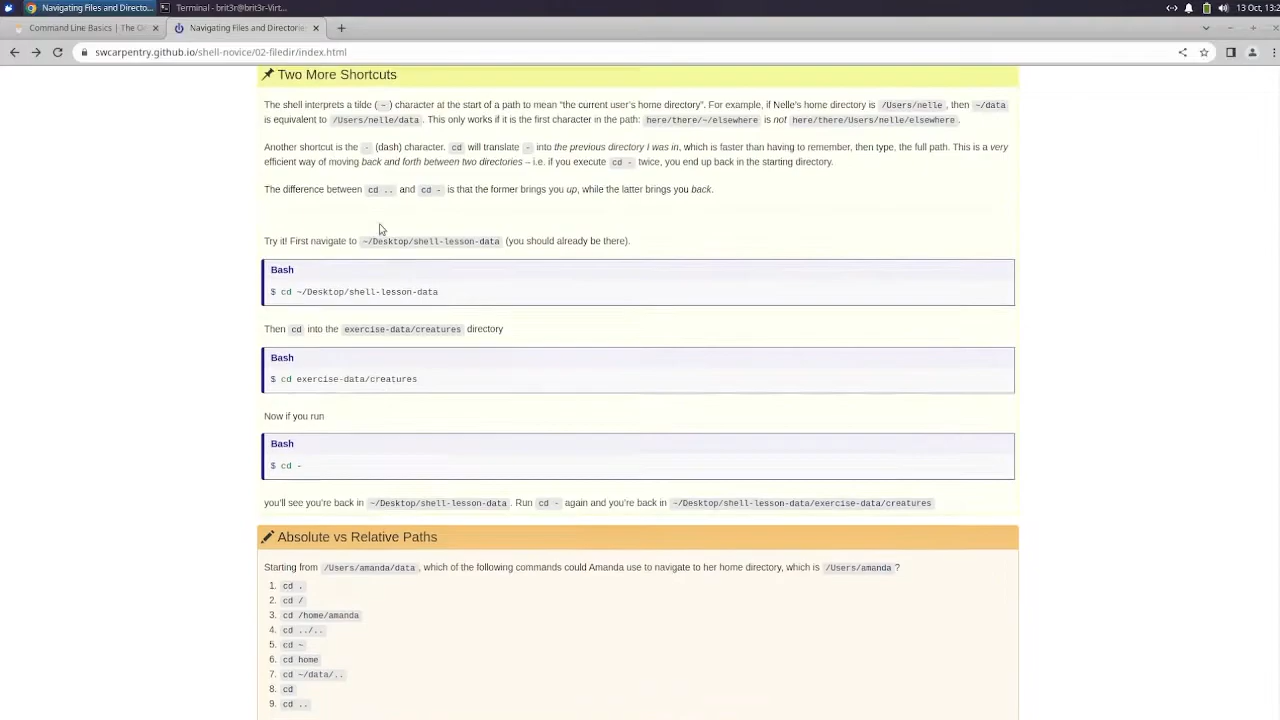 Navigating Files and Directo...
Terminal - brit3r@brit3r-Virt...
13 Oct, 13:2
Command Line Basics | The O
Navigating Files and Directorie
swcarpentry.github.io/shell-novice/02-filedir/index.html
Two More Shortcuts
The shell interprets a tilde ( ~ ) character at the start of a path to mean “the current user's home directory”. For example, if Nelle's home directory is /Users/nelle , then ~/data
is equivalent to /Users/nelle/data . This only works if it is the first character in the path: here/there/~/elsewhere is not here/there/Users/nelle/elsewhere .
Another shortcut is the - (dash) character. cd will translate - into the previous directory I was in, which is faster than having to remember, then type, the full path. This is a very
efficient way of moving back and forth between two directories – i.e. if you execute cd - twice, you end up back in the starting directory.
The difference between cd .. and cd - is that the former brings you up, while the latter brings you back.
Try it! First navigate to ~/Desktop/shell-lesson-data (you should already be there).
Bash
$ cd ~/Desktop/shell-lesson-data
Then cd into the exercise-data/creatures directory
Bash
$ cd exercise-data/creatures
Now if you run
Bash
$ cd -
you'll see you're back in ~/Desktop/shell-lesson-data . Run cd - again and you're back in ~/Desktop/shell-lesson-data/exercise-data/creatures
Absolute vs Relative Paths
Starting from /Users/amanda/data , which of the following commands could Amanda use to navigate to her home directory, which is /Users/amanda ?
1. cd .
2. cd /
3. cd /home/amanda
4. cd ../..
5. cd ~
6. cd home
7. cd ~/data/..
8. cd
9. cd ..